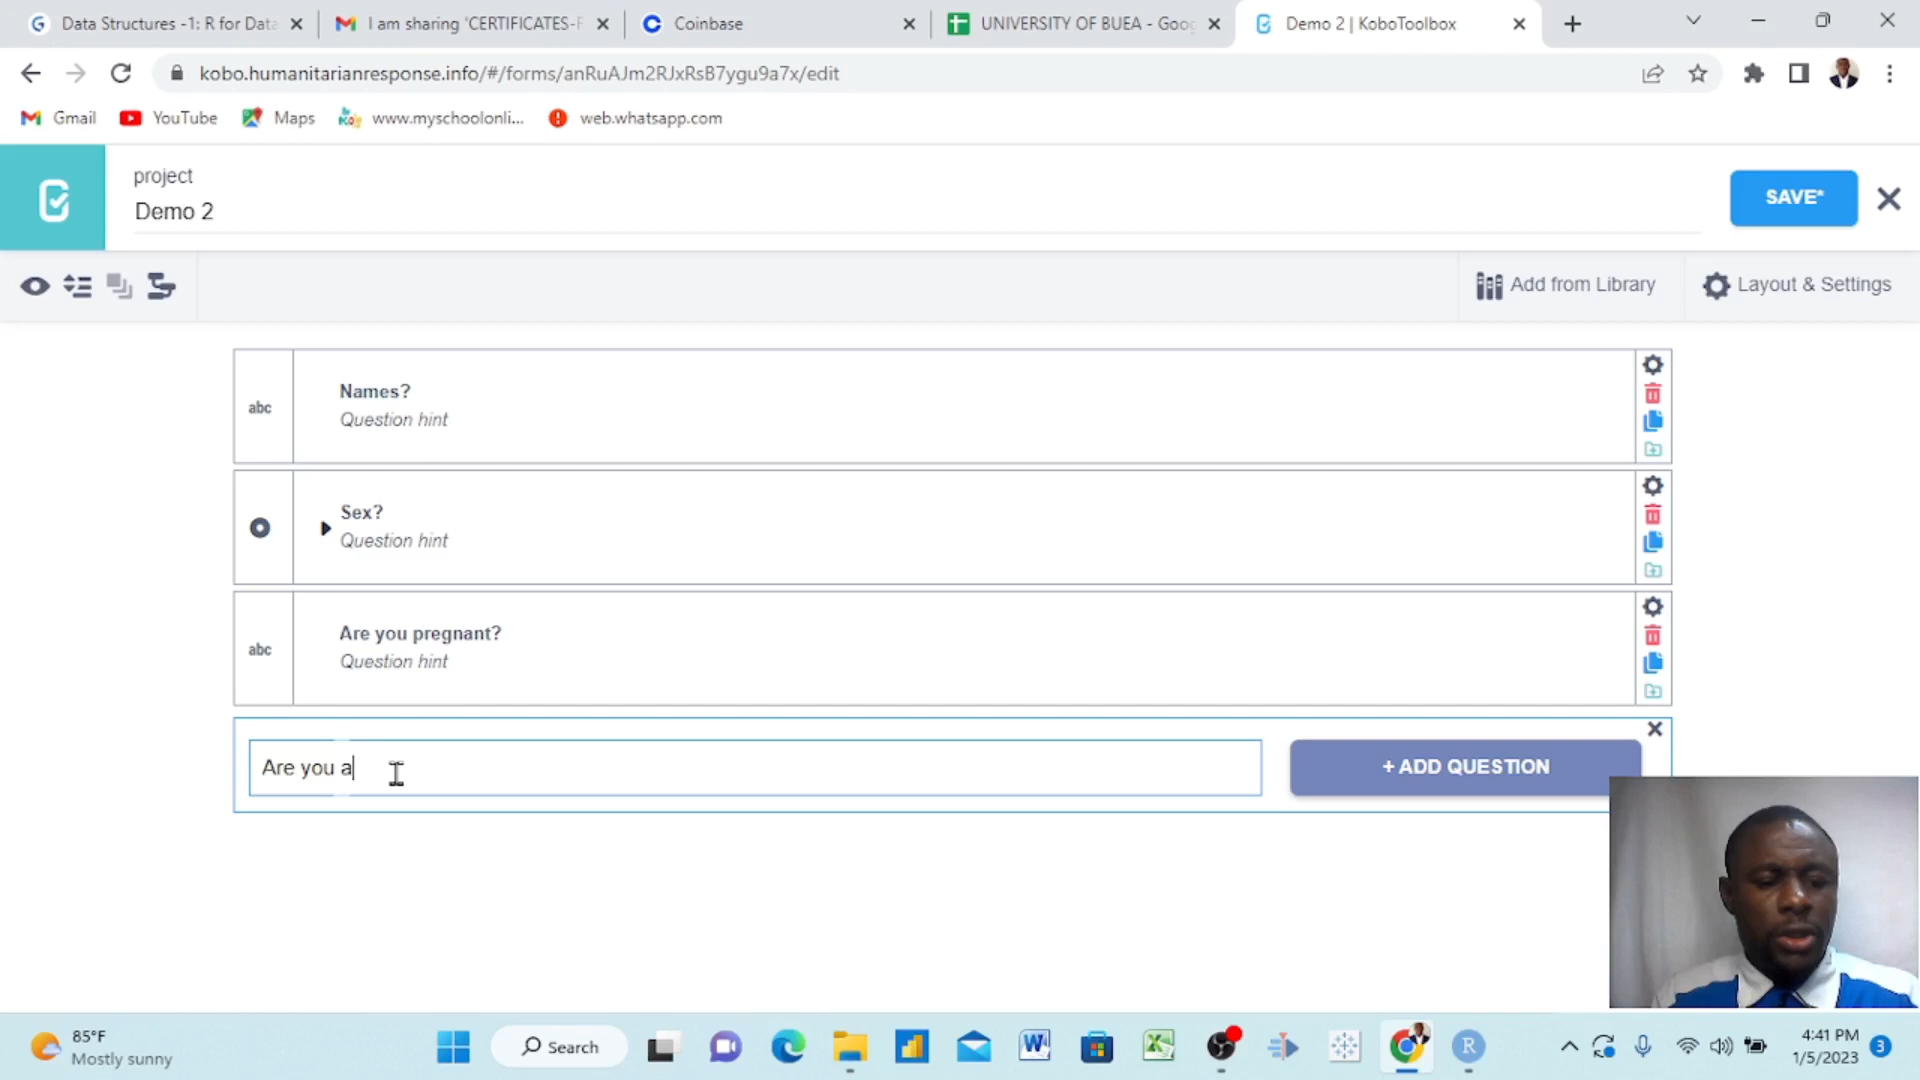 Data Structures -1: R for Data
I am sharing 'CERTIFICATES-F
Coinbase
UNIVERSITY OF BUEA - Goog
Demo 2 | KoboToolbox
kobo.humanitarianresponse.info/#/forms/anRuAJm2RJxRsB7ygu9a7x/edit
Gmail
YouTube
Maps
www.myschoolonli...
web.whatsapp.com
project
Demo 2
SAVE*
Add from Library
Layout & Settings
abc
Names?
Question hint
Sex?
Question hint
abc
Are you pregnant?
Question hint
Are you a
+ ADD QUESTION
85°F
Mostly sunny
Search
4:41 PM
1/5/2023
3